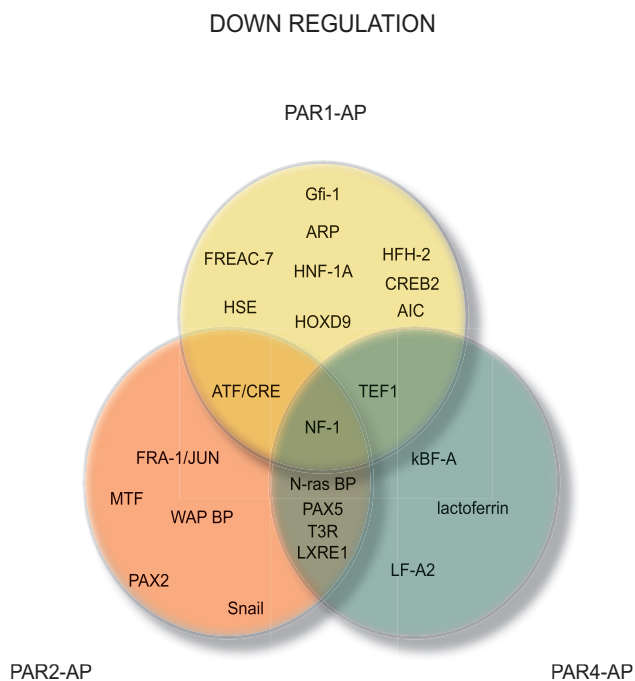 DOWN REGULATION
PAR1-AP
Gfi-1
ARP
FREAC-7
HNF-1A
HFH-2
CREB2
HSE
HOXD9
AIC
ATF/CRE
TEF1
NF-1
FRA-1/JUN
kBF-A
N-ras BP
MTF
WAP BP
PAX5
lactoferrin
T3R
LXRE1
PAX2
LF-A2
Snail
PAR2-AP
PAR4-AP